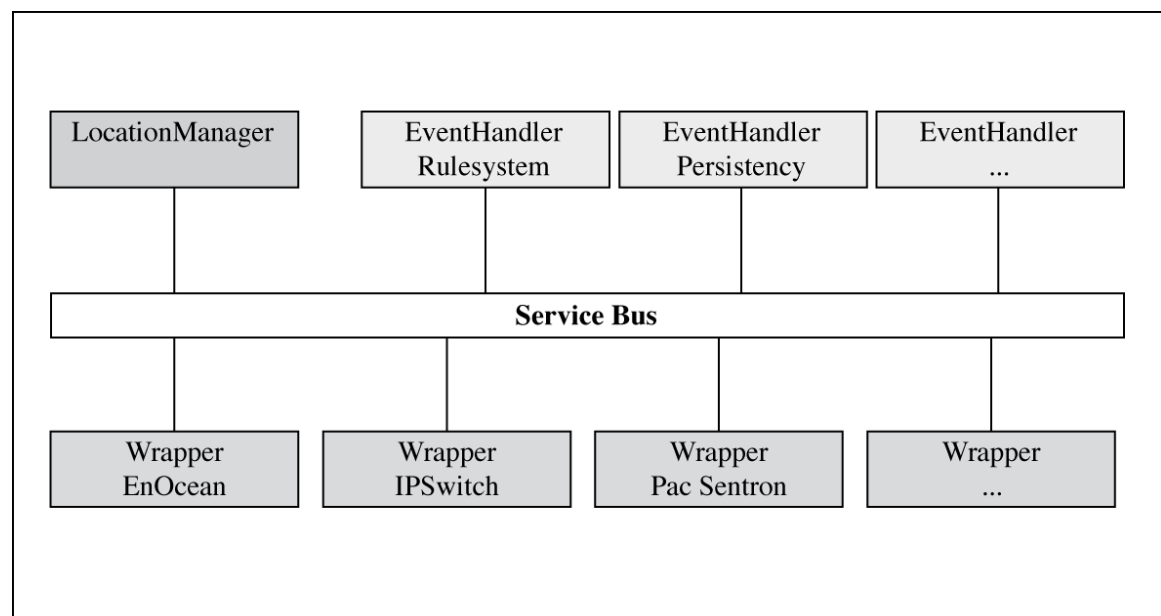 LocationManager
EventHandler
Rulesystem
EventHandler
Persistency
EventHandler
...
Service Bus
Wrapper
EnOcean
Wrapper
IPSwitch
Wrapper
Pac Sentron
Wrapper
...